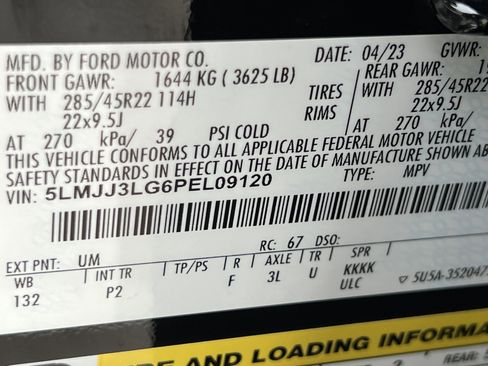 MFD. BY FORD MOTOR CO.
DATE: 04/23 GVWR:
FRONT GAWR: 1644 KG ( 3625 LB) REAR GAWR:
WITH 285/45R22 114H TIRES WITH 285/45R22
22x9.5J RIMS 22x9.5J
AT 270 kPa/ 39 PSI COLD AT 270 kPa/
THIS VEHICLE CONFORMS TO ALL APPLICABLE FEDERAL MOTOR VEHICLE
SAFETY STANDARDS IN EFFECT ON THE DATE OF MANUFACTURE
VIN: 5LMJJ3LG6PEL09120 TYPE: MPV
EXT PNT: UM RC: 67 DSO:
WB INT TR TP/PS R AXLE TR SPR
132 P2 F 3L U KKKK
ULC 5U5A-35204
AND LOADING INFORMA
REAR: